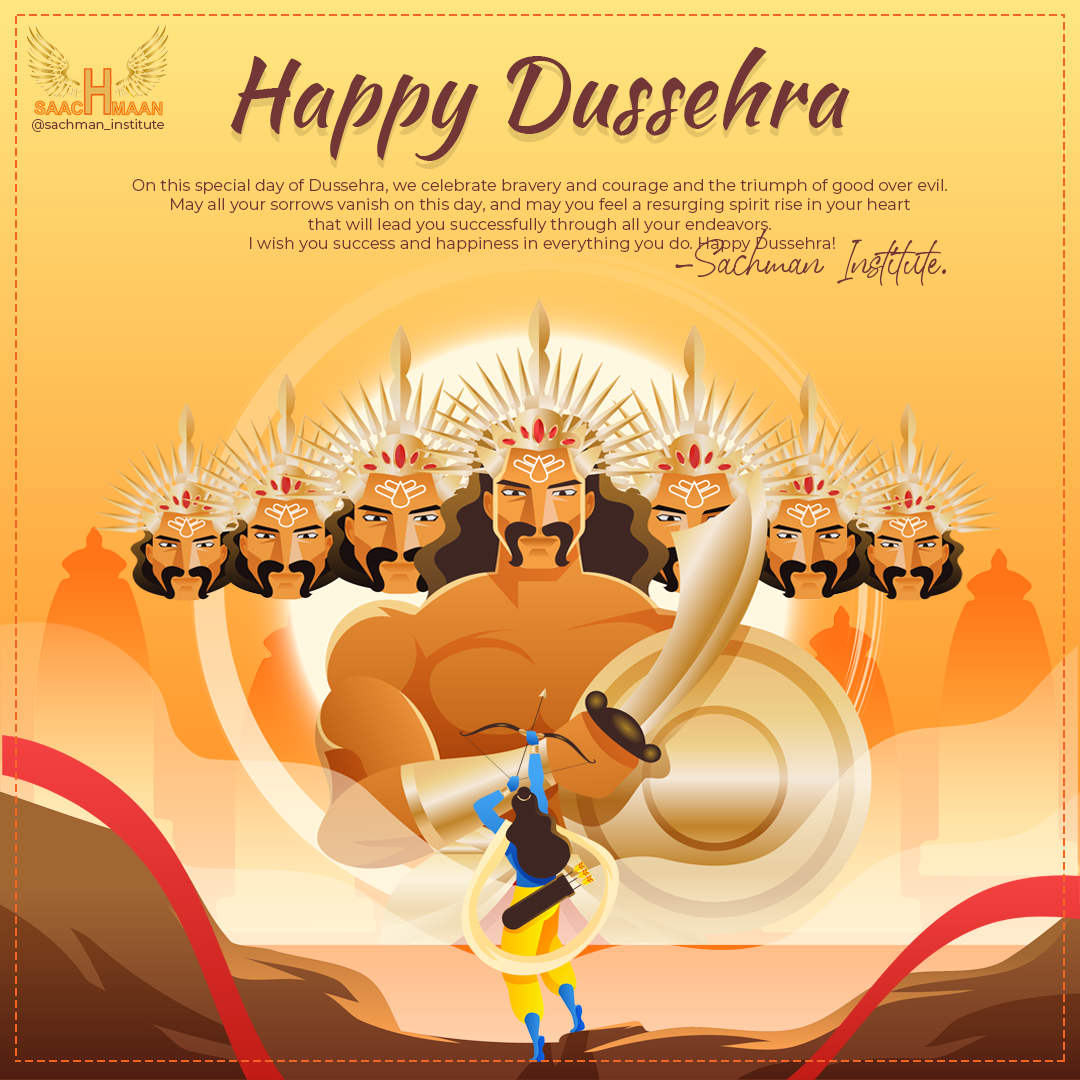 SAACHMAAN
@sachman_institute
Happy Dussehra
On this special day of Dussehra, we celebrate bravery and courage and the triumph of good over evil.
May all your sorrows vanish on this day, and may you feel a resurging spirit rise in your heart
that will lead you successfully through all your endeavors.
I wish you success and happiness in everything you do. Happy Dussehra!
-Sachman Institute.